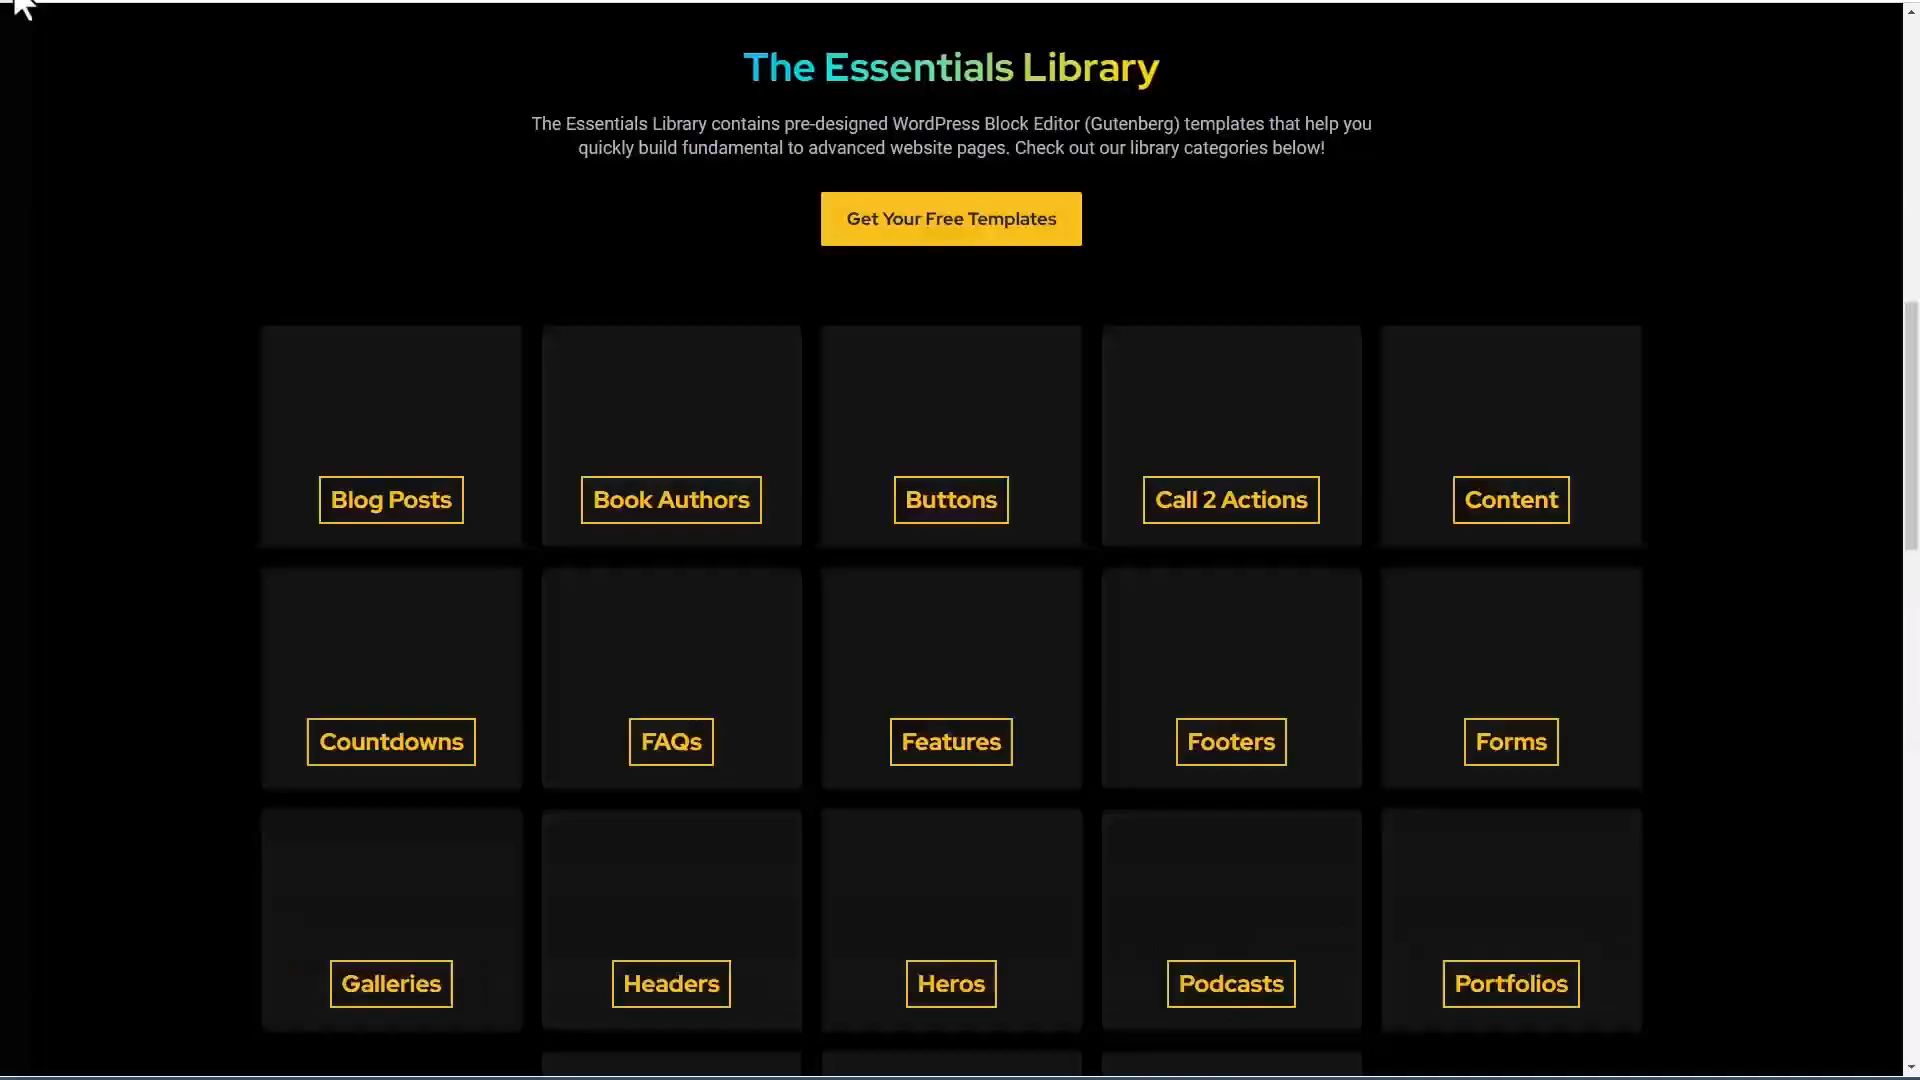 The Essentials Library
The Essentials Library contains pre-designed WordPress Block Editor (Gutenberg) templates that help you
quickly build fundamental to advanced website pages. Check out our library categories below!
Get Your Free Templates
Blog Posts
Book Authors
Buttons
Call 2 Actions
Content
Countdowns
FAQs
Features
Footers
Forms
Galleries
Headers
Heros
Podcasts
Portfolios